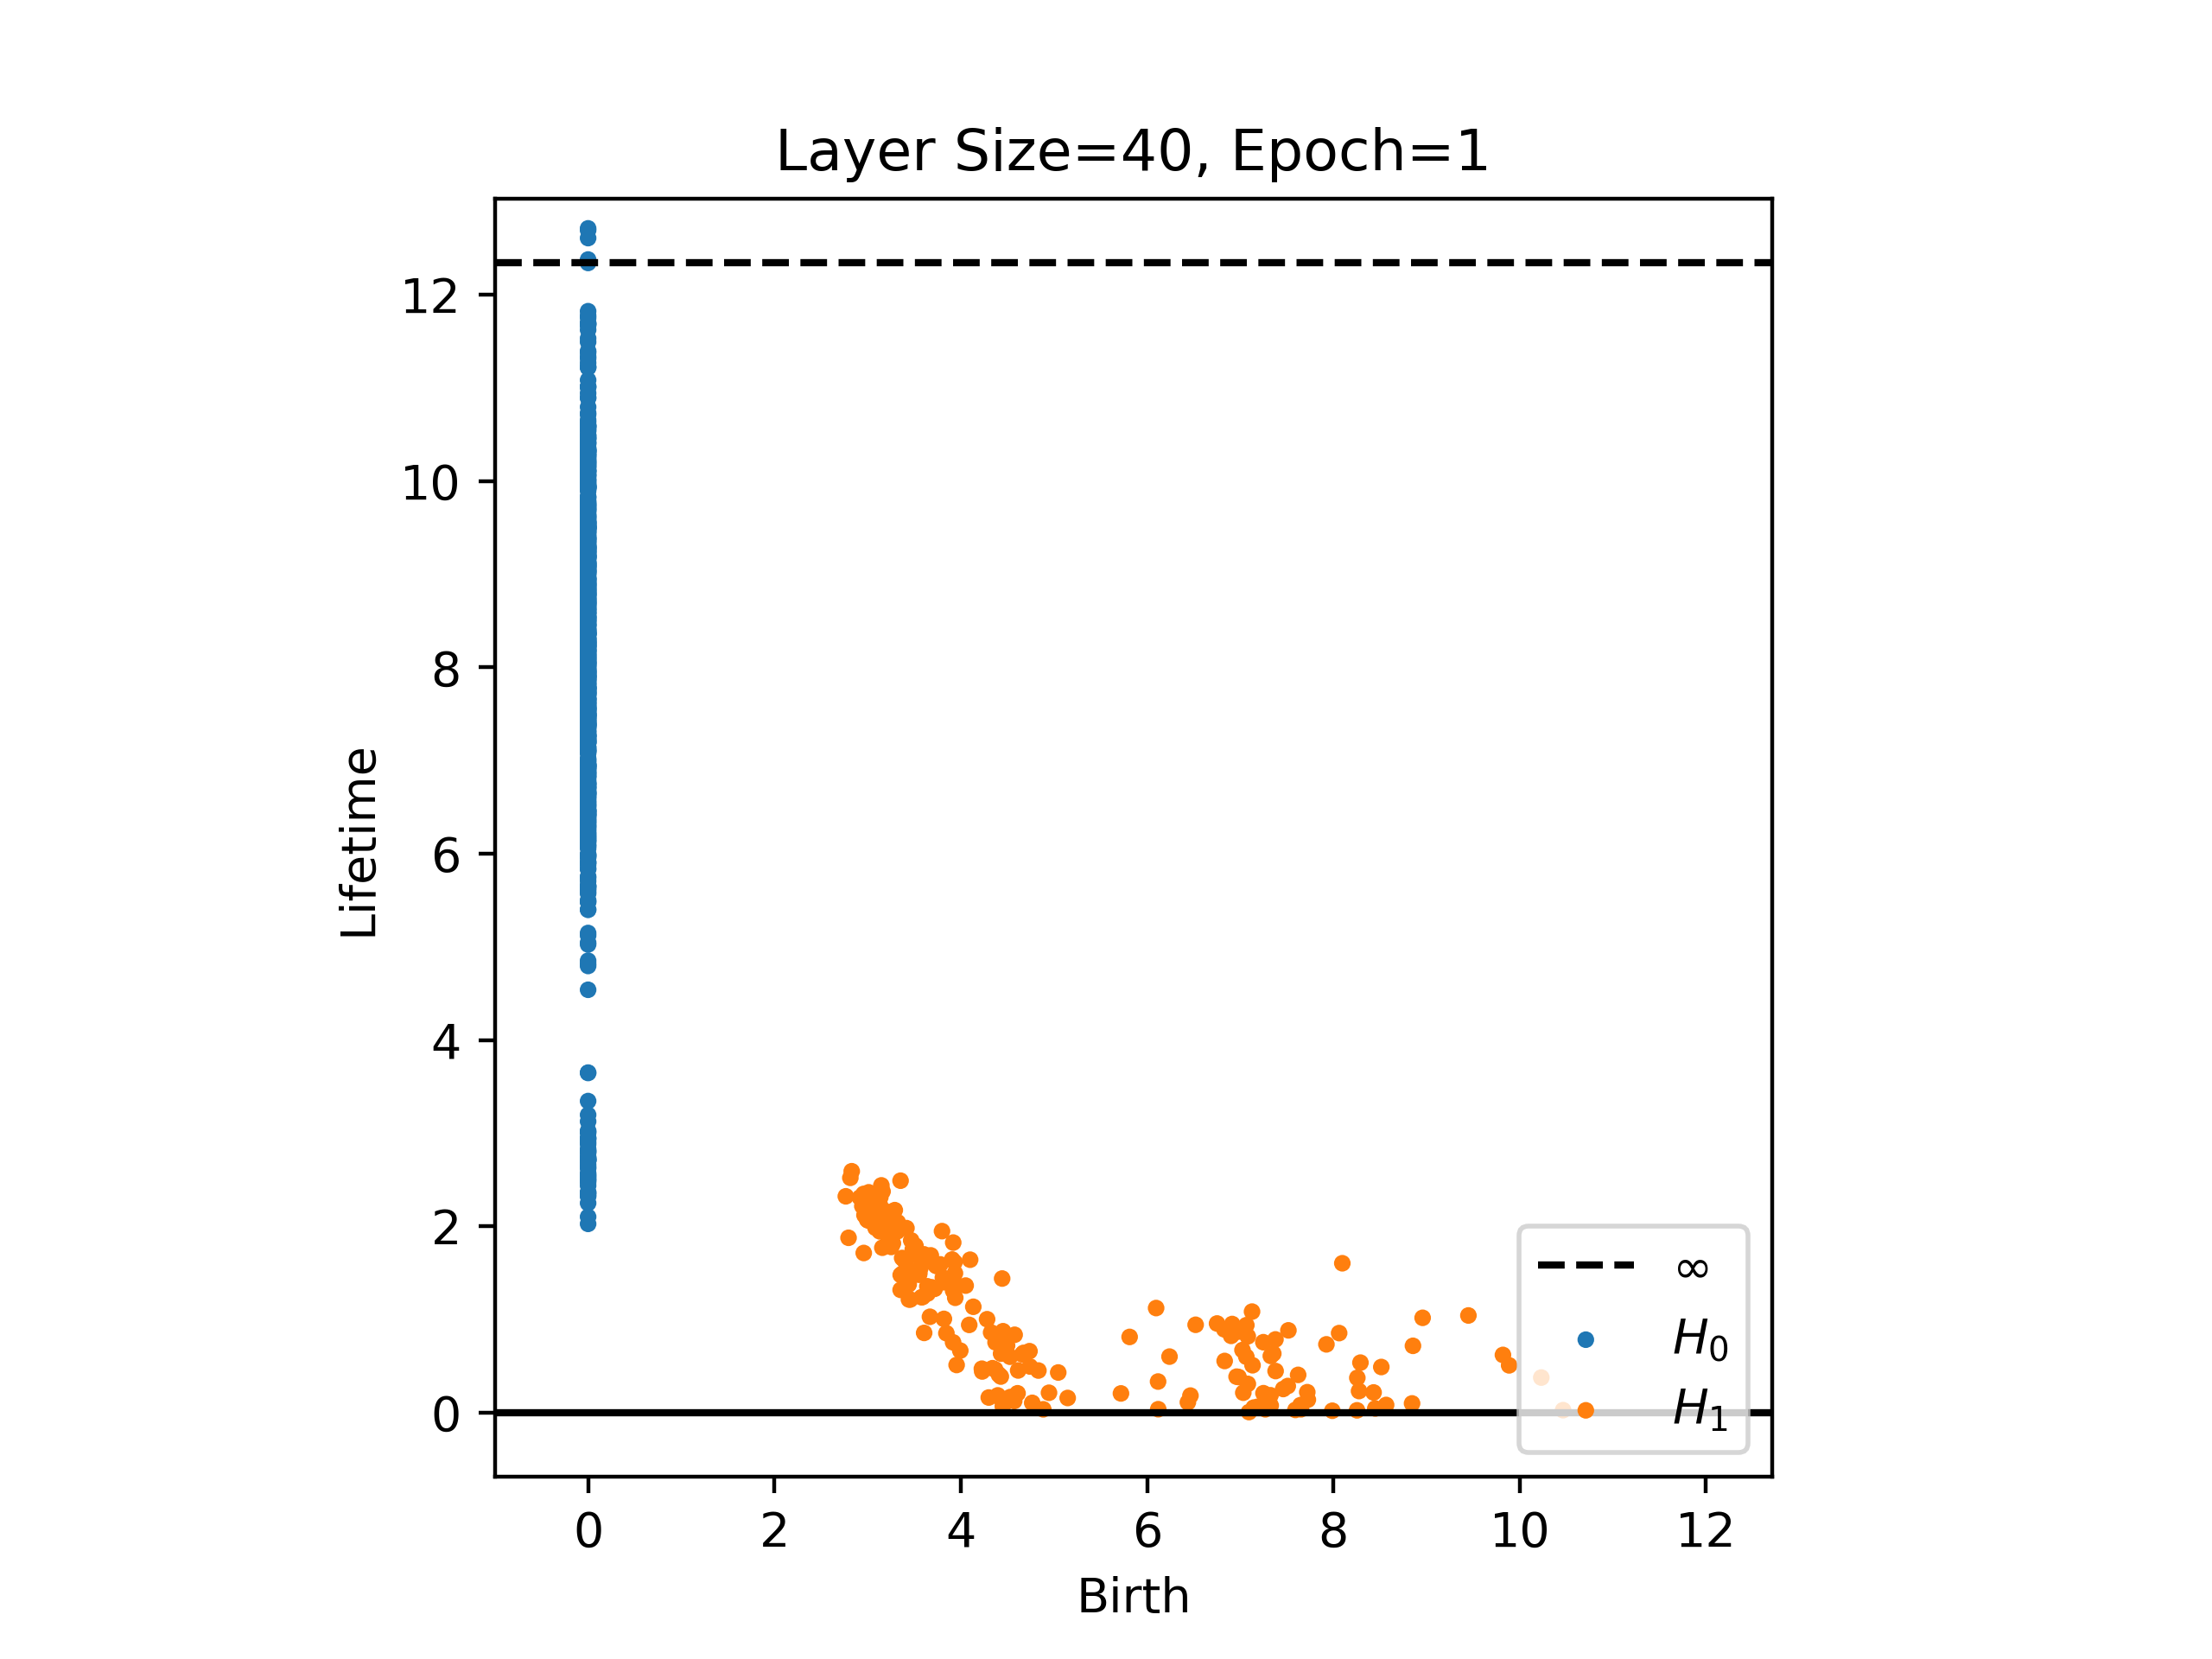 Layer Size=40, Epoch=1
12
10
8
6
4
2
0
Lifetime
∞
H₀
H₁
0 2 4 6 8 10 12
Birth